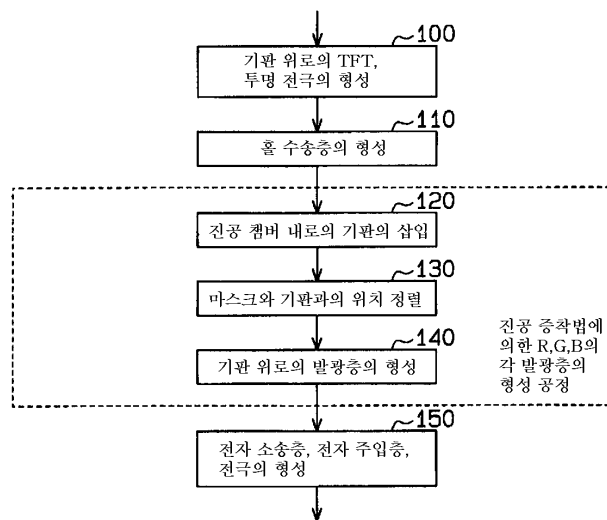 100
기판 위로의 TFT,
투명 전극의 형성
110
홀 수송층의 형성
120
진공 챔버 내로의 기판의 삽입
130
마스크와 기판과의 위치 정렬
140
기판 위로의 발광층의 형성
진공 증착법에
의한 R,G,B의
각 발광층의
형성 공정
150
전자 소송층, 전자 주입층,
전극의 형성